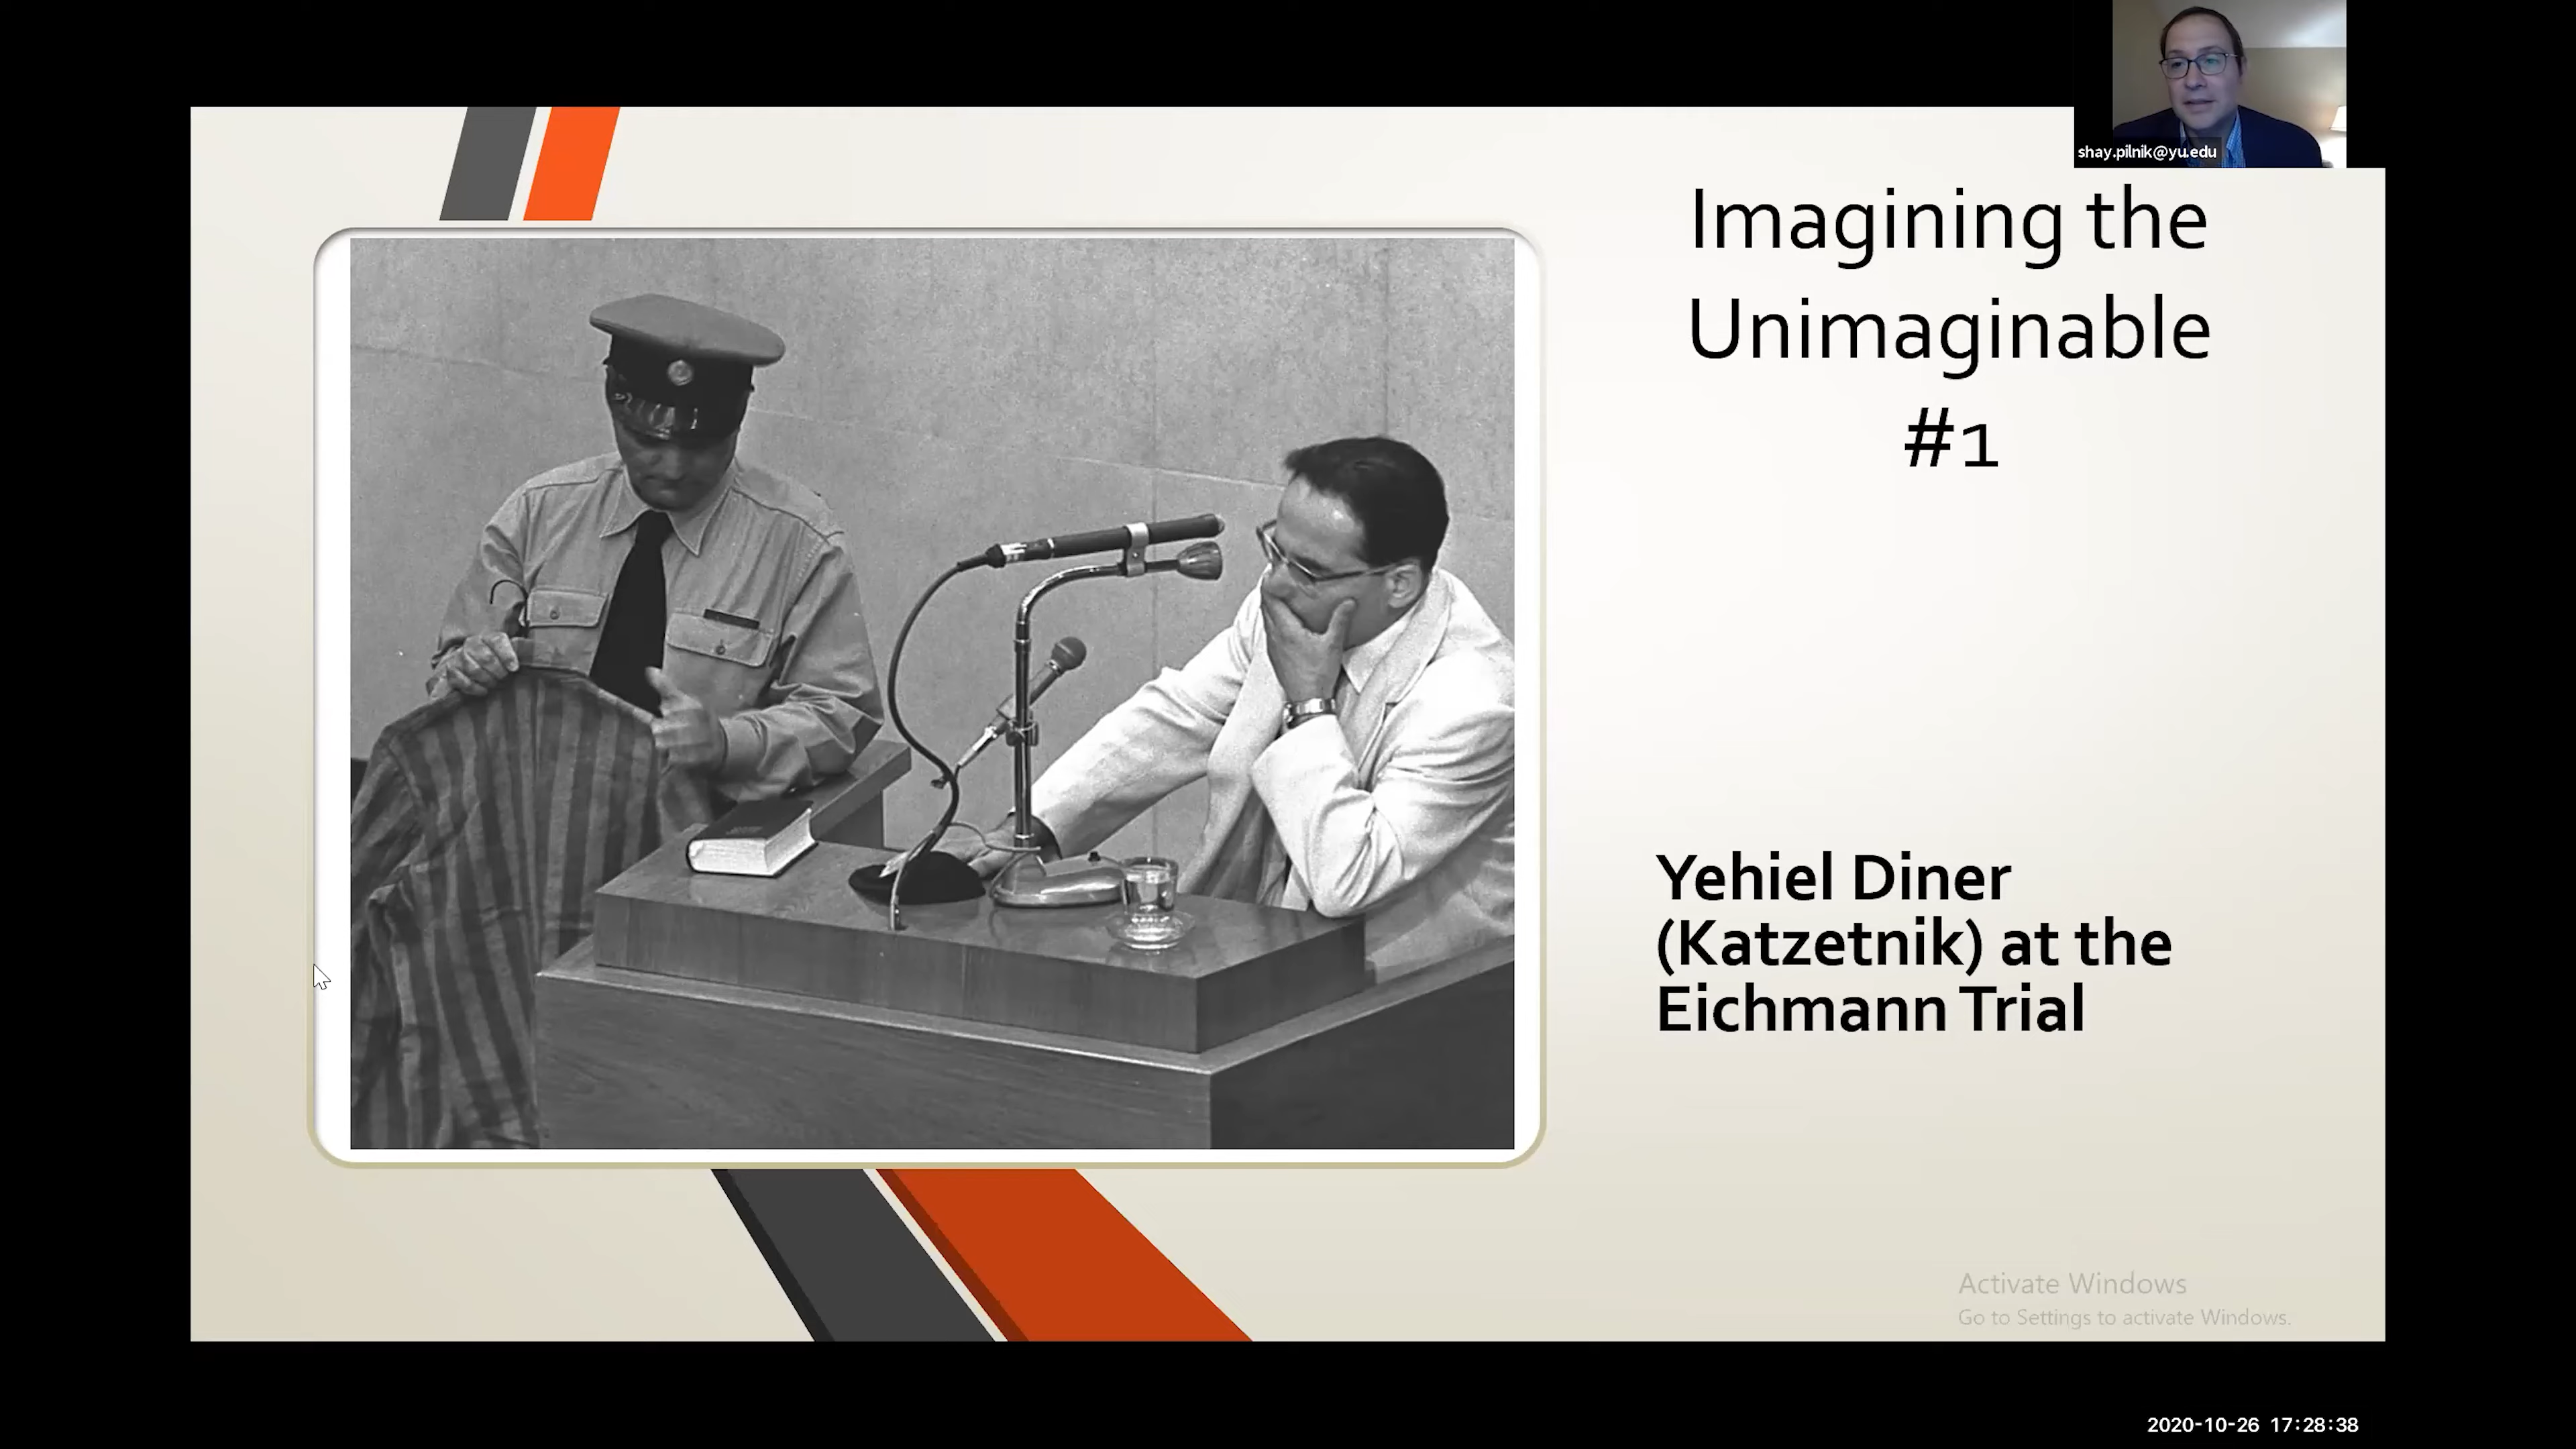 shay.pilnik@yu.edu
Imagining the
Unimaginable
#1
Yehiel Diner
(Katzetnik) at the
Eichmann Trial
Activate Windows
Go to Settings to activate Windows.
2020-10-26 17:28:38